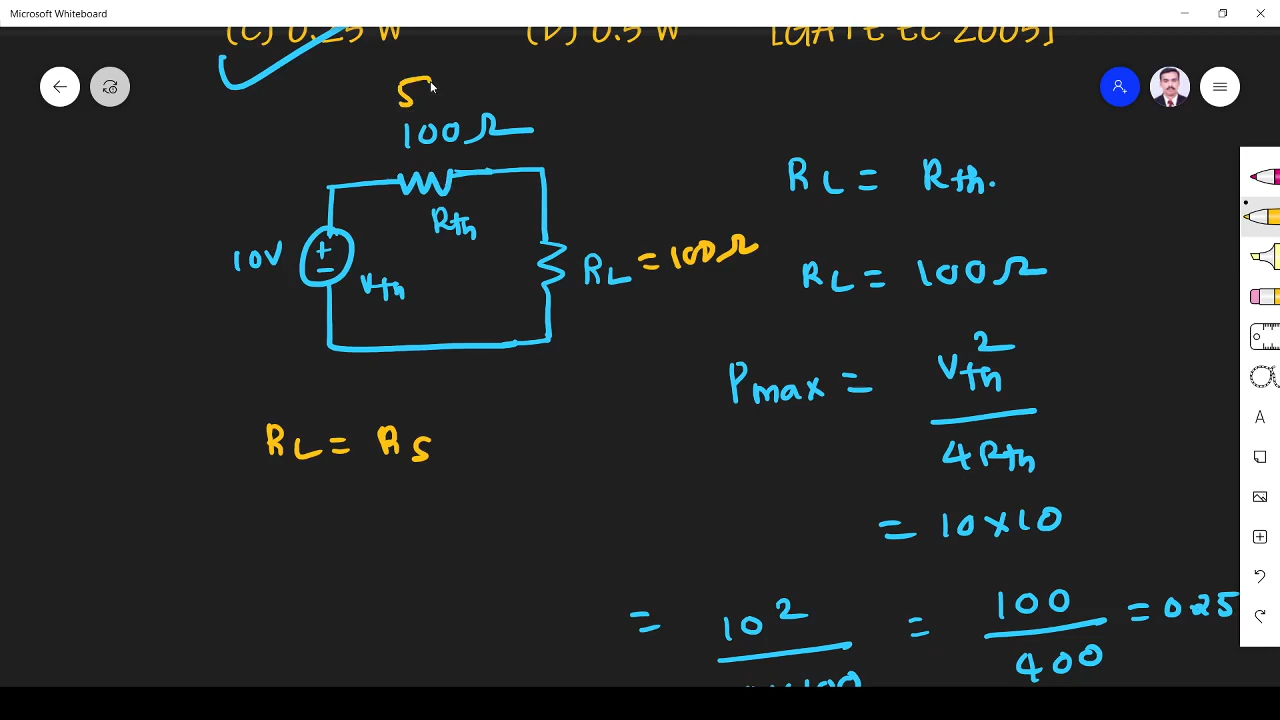 Microsoft Whiteboard
(C) 0.25 W (D) 0.5 W [GATE EC 2005]
5
100Ω
Rth
10V
+
−
Vth
RL = 100Ω
RL = Rs
RL = Rth.
RL = 100Ω
Pmax = Vth²
4Rth
= 10×10
= 10² = 100 = 0.25
400
A